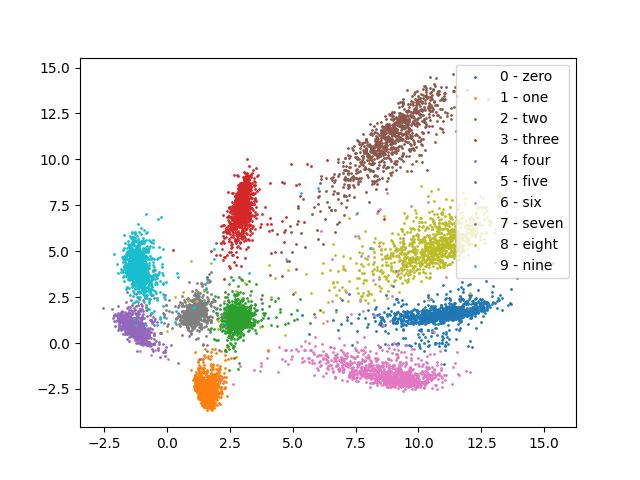 15.0
12.5
10.0
7.5
5.0
2.5
0.0
−2.5
−2.5 0.0 2.5 5.0 7.5 10.0 12.5 15.0
0 - zero
1 - one
2 - two
3 - three
4 - four
5 - five
6 - six
7 - seven
8 - eight
9 - nine